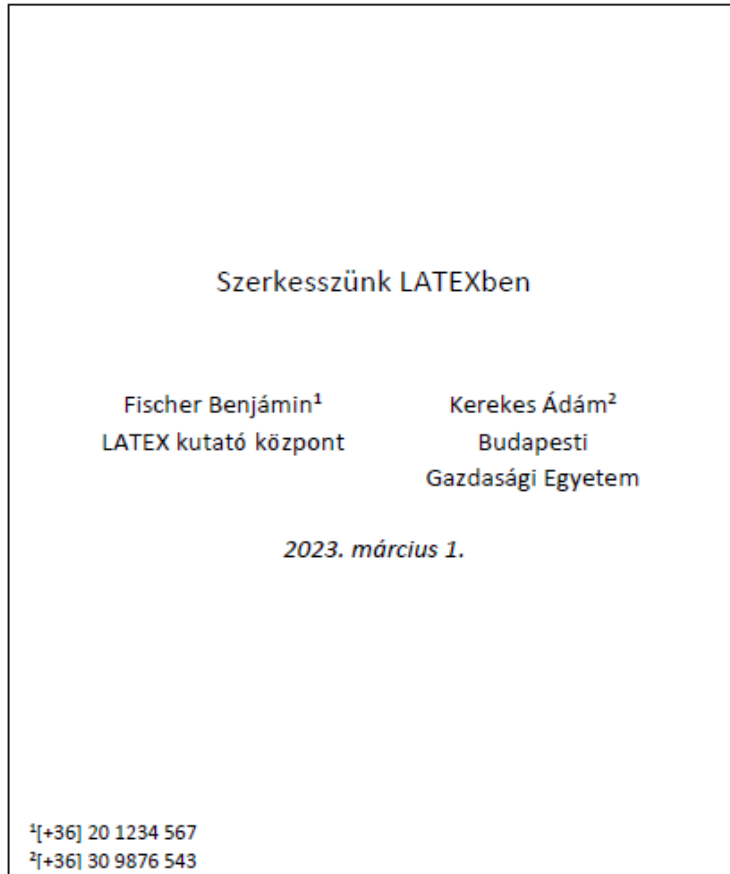 Szerkesszünk LATEXben
Fischer Benjámin¹ Kerekes Ádám²
LATEX kutató központ Budapesti
Gazdasági Egyetem
2023. március 1.
¹[+36] 20 1234 567
²[+36] 30 9876 543